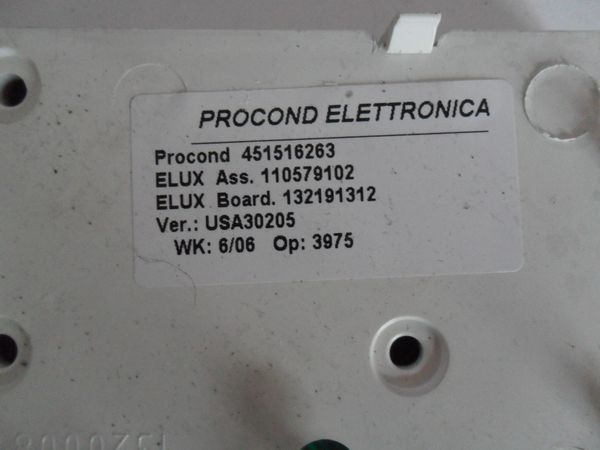 PROCOND ELETTRONICA
Procond 451516263
ELUX Ass. 110579102
ELUX Board. 132191312
Ver.: USA30205
WK: 6/06 Op: 3975